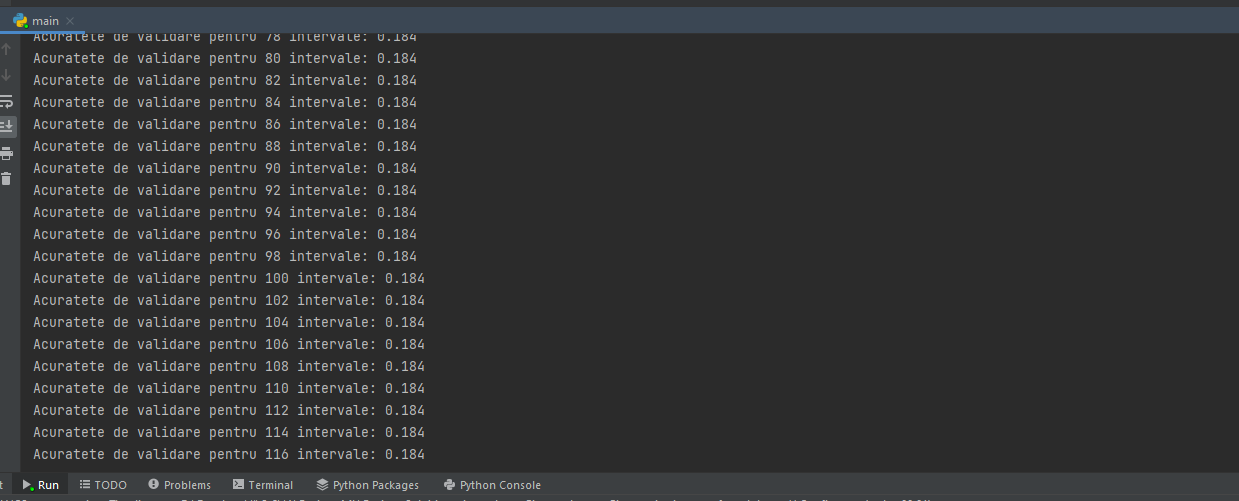 main
Acuratete de validare pentru 78 intervale: 0.184
Acuratete de validare pentru 80 intervale: 0.184
Acuratete de validare pentru 82 intervale: 0.184
Acuratete de validare pentru 84 intervale: 0.184
Acuratete de validare pentru 86 intervale: 0.184
Acuratete de validare pentru 88 intervale: 0.184
Acuratete de validare pentru 90 intervale: 0.184
Acuratete de validare pentru 92 intervale: 0.184
Acuratete de validare pentru 94 intervale: 0.184
Acuratete de validare pentru 96 intervale: 0.184
Acuratete de validare pentru 98 intervale: 0.184
Acuratete de validare pentru 100 intervale: 0.184
Acuratete de validare pentru 102 intervale: 0.184
Acuratete de validare pentru 104 intervale: 0.184
Acuratete de validare pentru 106 intervale: 0.184
Acuratete de validare pentru 108 intervale: 0.184
Acuratete de validare pentru 110 intervale: 0.184
Acuratete de validare pentru 112 intervale: 0.184
Acuratete de validare pentru 114 intervale: 0.184
Acuratete de validare pentru 116 intervale: 0.184
t Run TODO Problems Terminal Python Packages Python Console